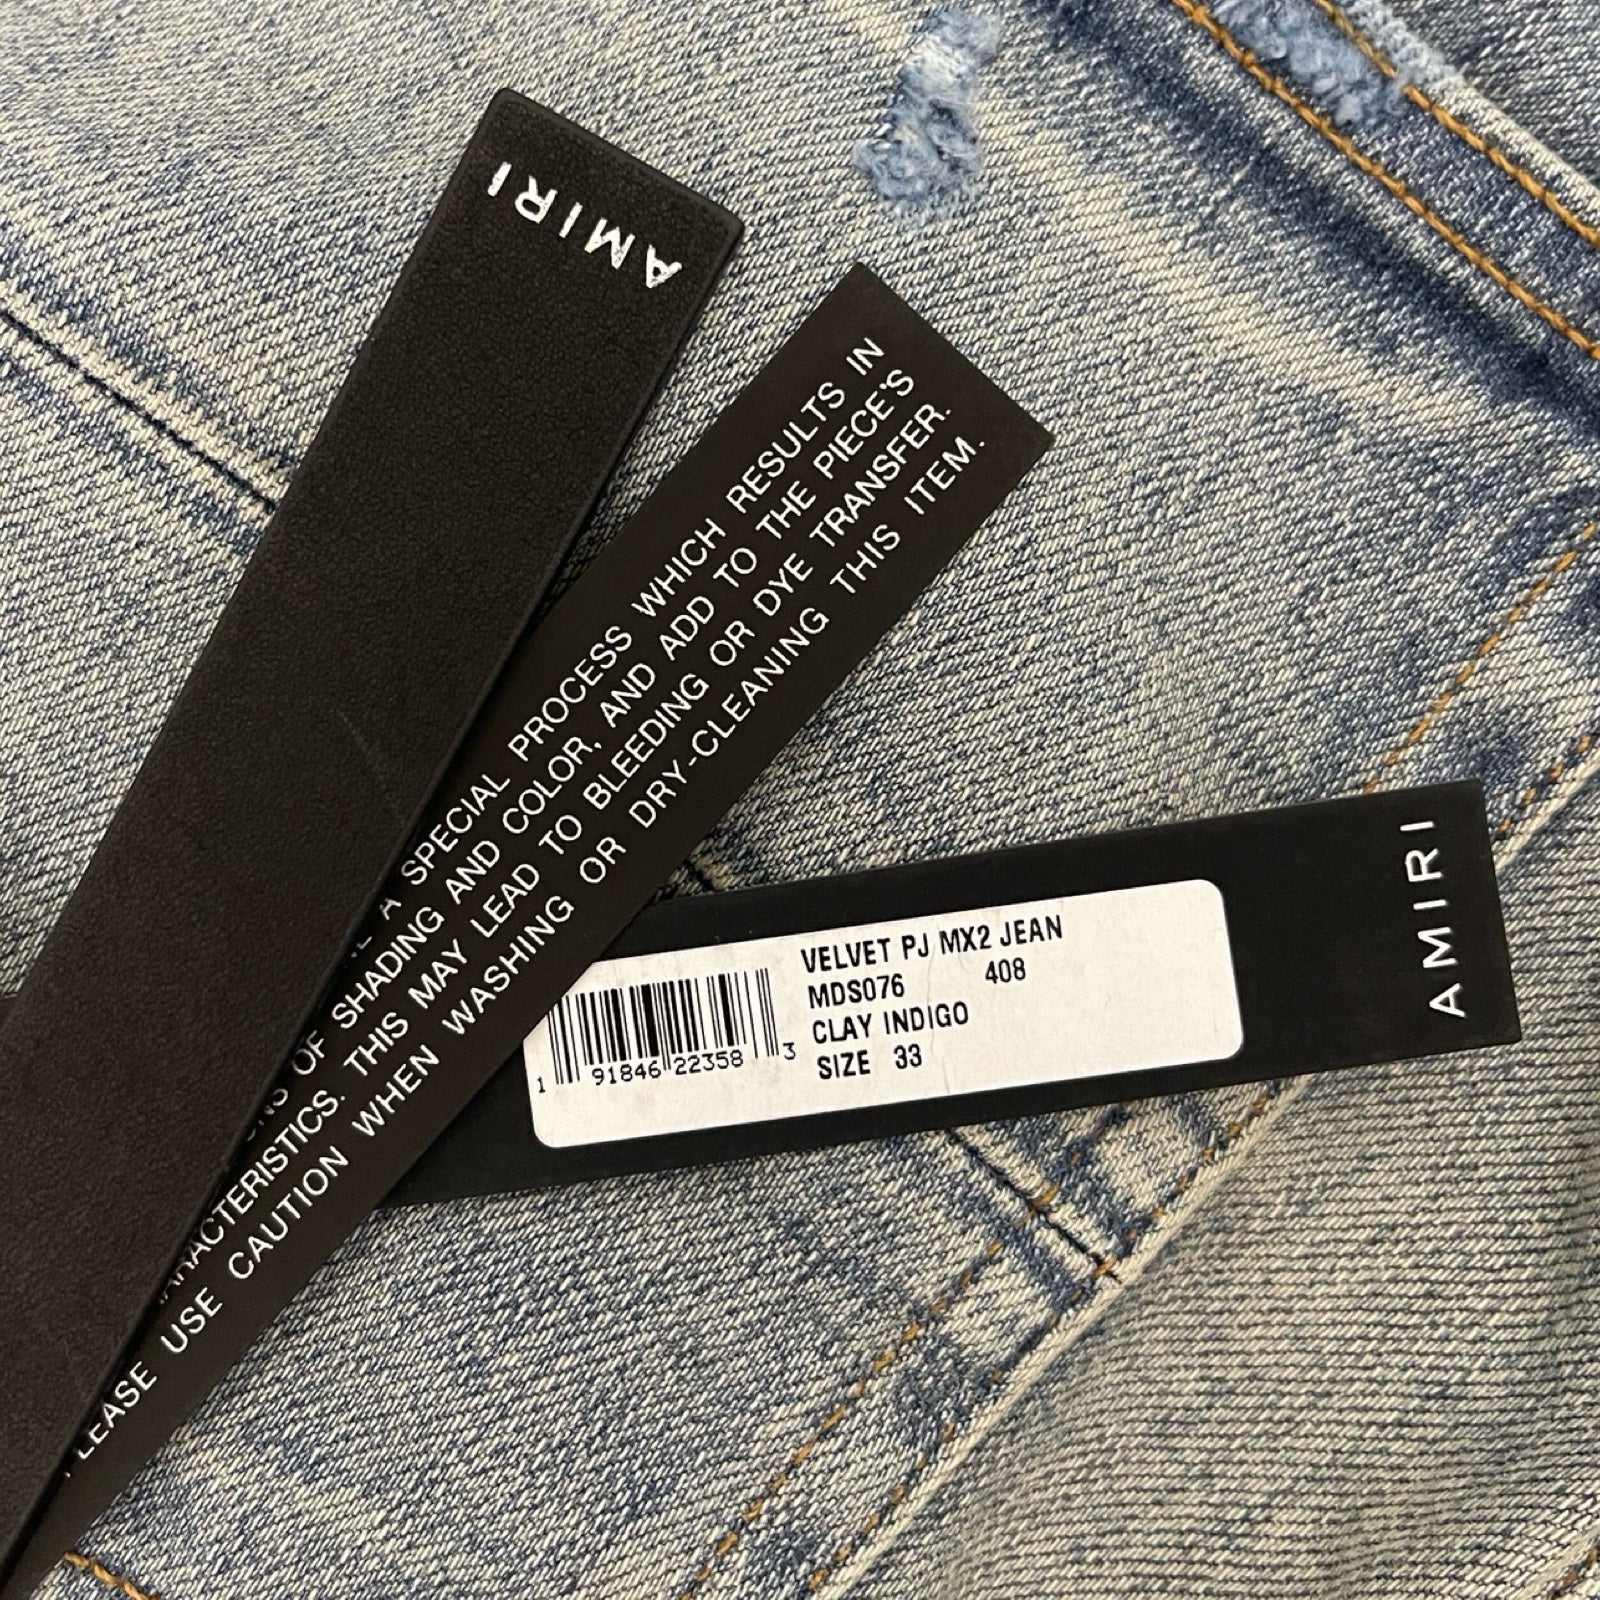 AMIRI
A SPECIAL PROCESS WHICH RESULTS IN
OF SHADING AND COLOR, AND ADD TO THE PIECE'S
CHARACTERISTICS. THIS MAY LEAD TO BLEEDING OR DYE TRANSFER.
PLEASE USE CAUTION WHEN WASHING OR DRY-CLEANING THIS ITEM.
VELVET PJ MX2 JEAN
MDS076 408
CLAY INDIGO
SIZE 33
1 91846 22358 3
AMIRI